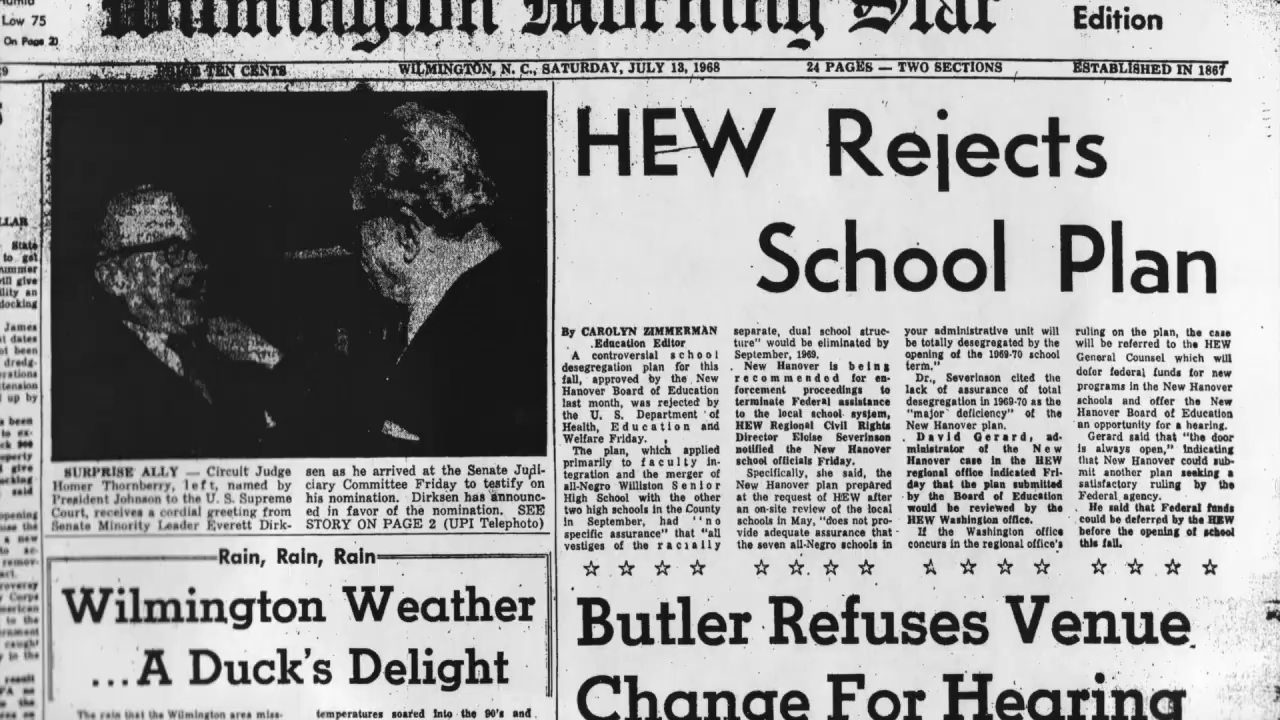 Low 75
On Page 2)
Wilmington Morning Star
Edition
TEN CENTS
WILMINGTON, N. C., SATURDAY, JULY 13, 1968
24 PAGES — TWO SECTIONS
ESTABLISHED IN 1867
SURPRISE ALLY — Circuit Judge
Homer Thornberry, left, named by
President Johnson to the U. S. Supreme
Court, receives a cordial greeting from
Senate Minority Leader Everett Dirk-
sen as he arrived at the Senate Judi-
ciary Committee Friday to testify on
his nomination. Dirksen has announc-
ed in favor of the nomination. SEE
STORY ON PAGE 2 (UPI Telephoto)
Rain, Rain, Rain
Wilmington Weather
...A Duck's Delight
The rain that the Wilmington area miss-
temperatures soared into the 90's and
HEW Rejects
School Plan
By CAROLYN ZIMMERMAN
Education Editor
A controversial school
desegregation plan for this
fall, approved by the New
Hanover Board of Education
last month, was rejected by
the U. S. Department of
Health, Education and
Welfare Friday.
The plan, which applied
primarily to faculty in-
tegration and the merger of
all-Negro Williston Senior
High School with the other
two high schools in the County
in September, had "no
specific assurance" that "all
vestiges of the racially
separate, dual school struc-
ture" would be eliminated by
September, 1969.
New Hanover is being
recommended for en-
forcement proceedings to
terminate Federal assistance
to the local school system,
HEW Regional Civil Rights
Director Eloise Severinson
notified the New Hanover
school officials Friday.
Specifically, she said, the
New Hanover plan prepared
at the request of HEW after
an on-site review of the local
schools in May, "does not pro-
vide adequate assurance that
the seven all-Negro schools in
your administrative unit will
be totally desegregated by the
opening of the 1969-70 school
term."
Dr., Severinson cited the
lack of assurance of total
desegregation in 1969-70 as the
"major deficiency" of the
New Hanover plan.
David Gerard, ad-
ministrator of the New
Hanover case in the HEW
regional office indicated Fri-
day that the plan submitted
by the Board of Education
would be reviewed by the
HEW Washington office.
If the Washington office
concurs in the regional office's
ruling on the plan, the case
will be referred to the HEW
General Counsel which will
defer federal funds for new
programs in the New Hanover
schools and offer the New
Hanover Board of Education
an opportunity for a hearing.
Gerard said that "the door
is always open," indicating
that New Hanover could sub-
mit another plan seeking a
satisfactory ruling by the
Federal agency.
He said that Federal funds
could be deferred by the HEW
before the opening of school
this fall.
Butler Refuses Venue
Change For Hearing